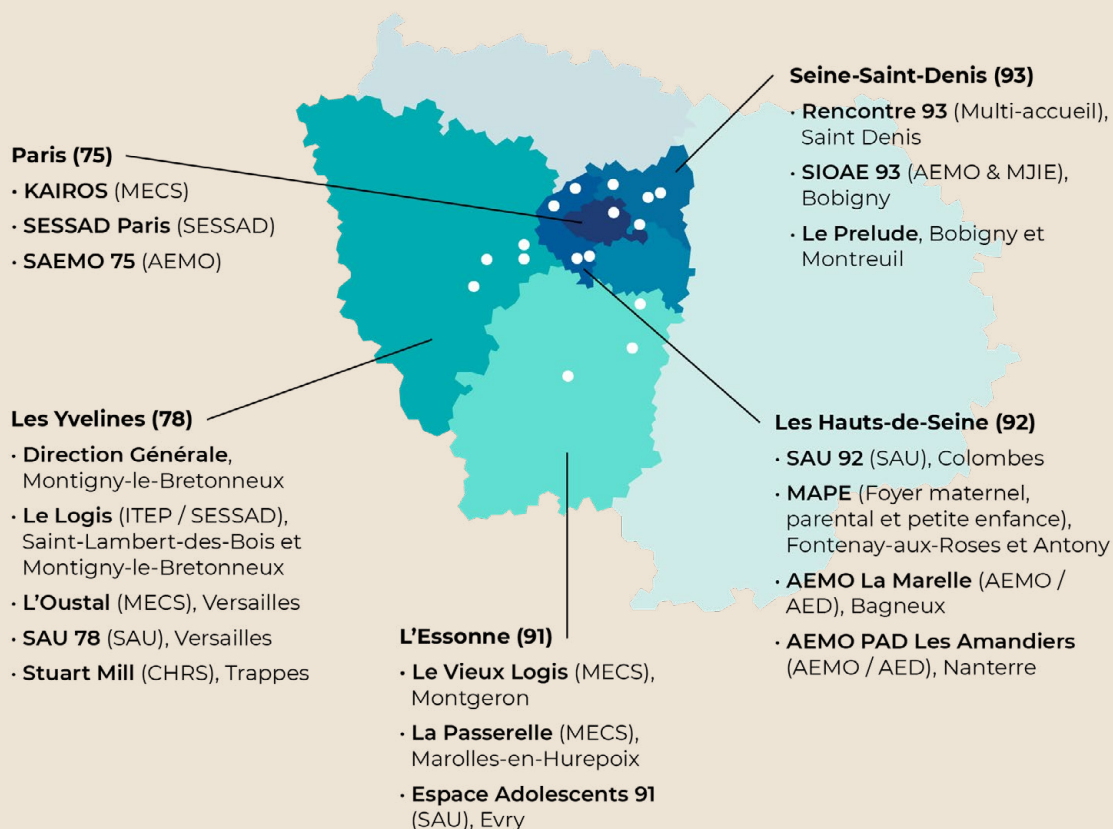 Paris (75)
· KAIROS (MECS)
· SESSAD Paris (SESSAD)
· SAEMO 75 (AEMO)
Les Yvelines (78)
· Direction Générale,
Montigny-le-Bretonneux
· Le Logis (ITEP / SESSAD),
Saint-Lambert-des-Bois et
Montigny-le-Bretonneux
· L’Oustal (MECS), Versailles
· SAU 78 (SAU), Versailles
· Stuart Mill (CHRS), Trappes
L’Essonne (91)
· Le Vieux Logis (MECS),
Montgeron
· La Passerelle (MECS),
Marolles-en-Hurepoix
· Espace Adolescents 91
(SAU), Evry
Seine-Saint-Denis (93)
· Rencontre 93 (Multi-accueil),
Saint Denis
· SIOAE 93 (AEMO & MJIE),
Bobigny
· Le Prelude, Bobigny et
Montreuil
Les Hauts-de-Seine (92)
· SAU 92 (SAU), Colombes
· MAPE (Foyer maternel,
parental et petite enfance),
Fontenay-aux-Roses et Antony
· AEMO La Marelle (AEMO /
AED), Bagneux
· AEMO PAD Les Amandiers
(AEMO / AED), Nanterre